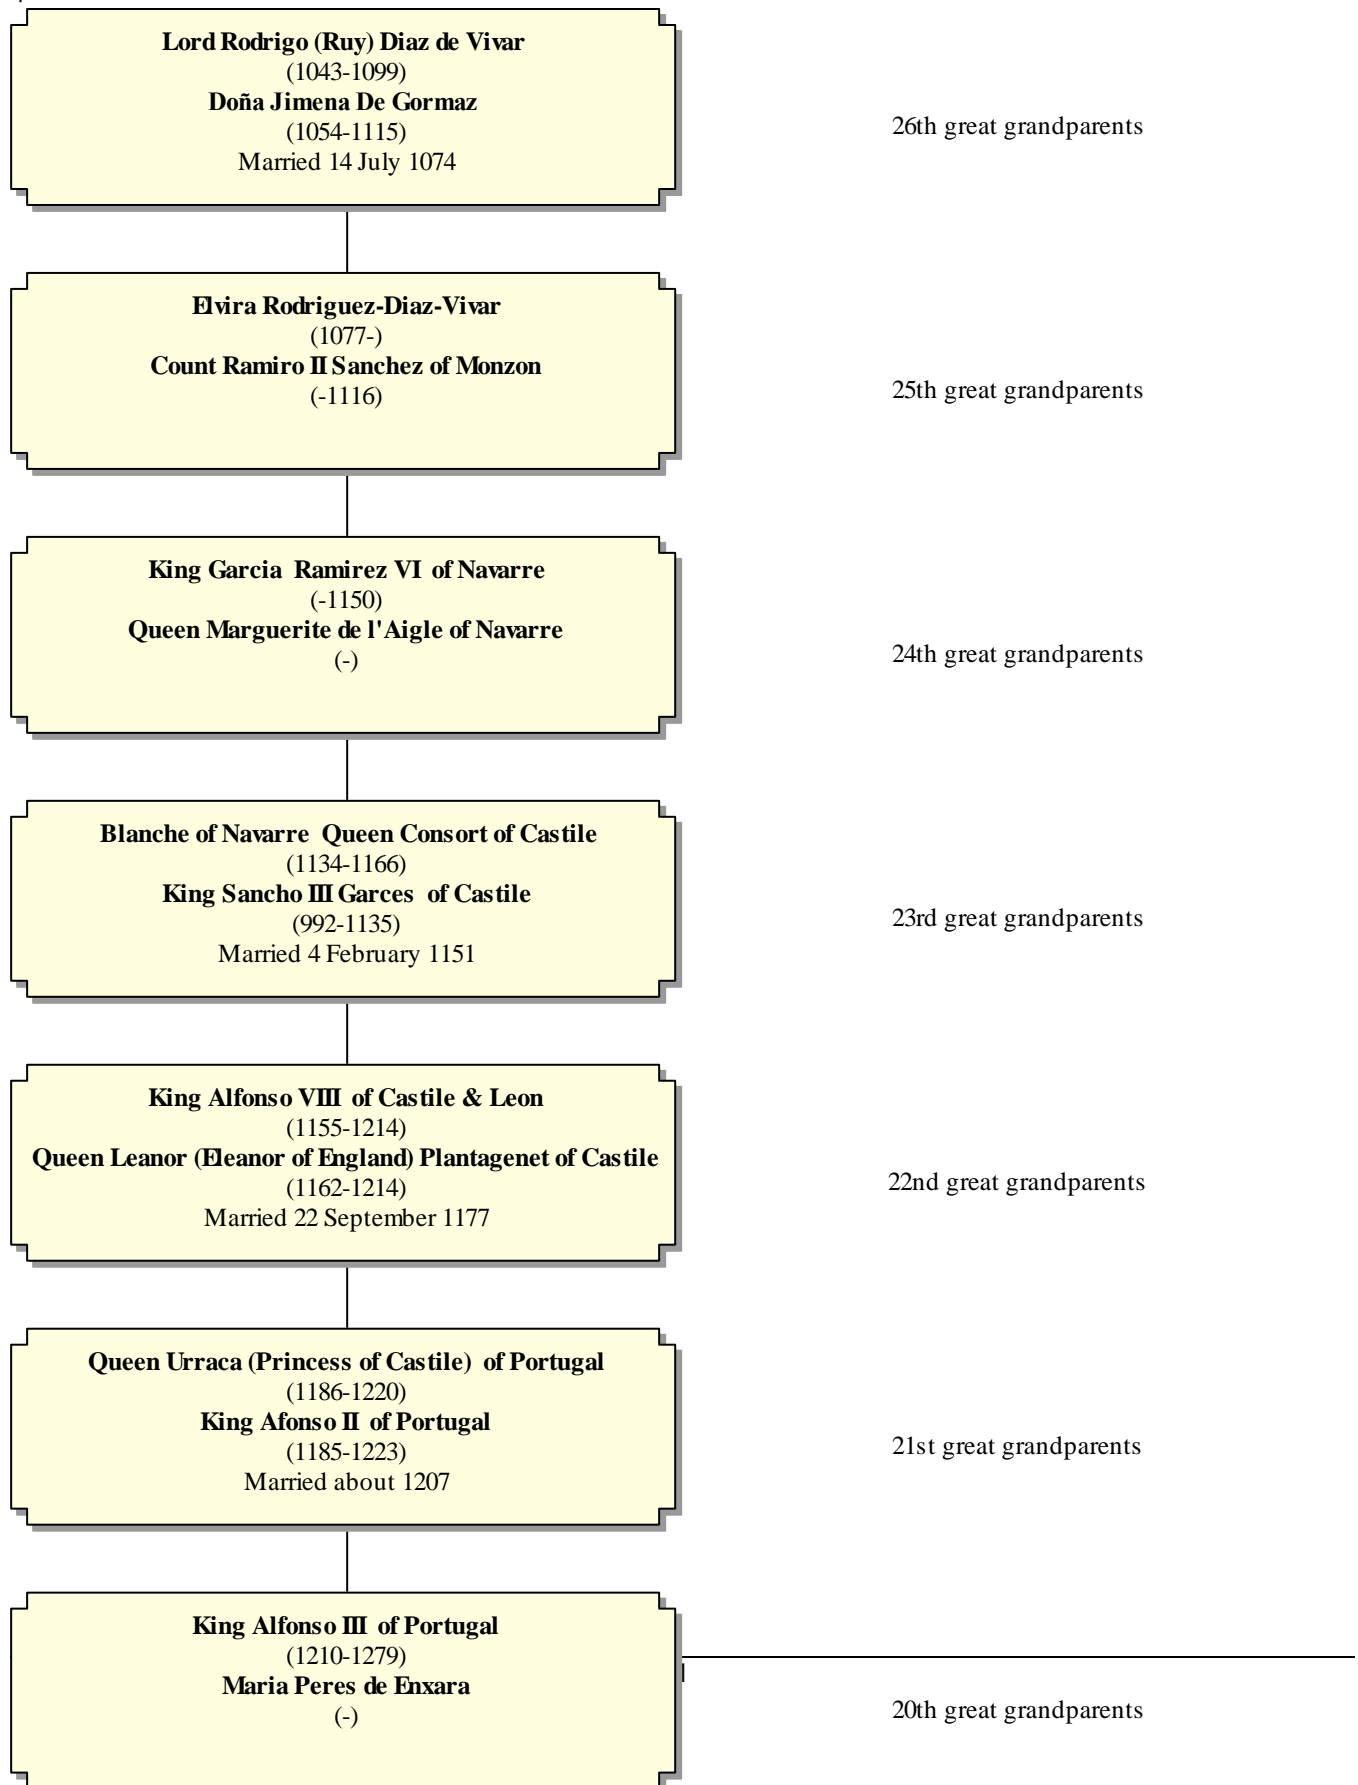 Lord Rodrigo (Ruy) Diaz de Vivar
(1043-1099)
Doña Jimena De Gormaz
(1054-1115)
Married 14 July 1074
26th great grandparents
Elvira Rodriguez-Diaz-Vivar
(1077-)
Count Ramiro II Sanchez of Monzon
(-1116)
25th great grandparents
King Garcia Ramirez VI of Navarre
(-1150)
Queen Marguerite de l'Aigle of Navarre
(-)
24th great grandparents
Blanche of Navarre Queen Consort of Castile
(1134-1166)
King Sancho III Garces of Castile
(992-1135)
Married 4 February 1151
23rd great grandparents
King Alfonso VIII of Castile & Leon
(1155-1214)
Queen Leanor (Eleanor of England) Plantagenet of Castile
(1162-1214)
Married 22 September 1177
22nd great grandparents
Queen Urraca (Princess of Castile) of Portugal
(1186-1220)
King Afonso II of Portugal
(1185-1223)
Married about 1207
21st great grandparents
King Alfonso III of Portugal
(1210-1279)
Maria Peres de Enxara
(-)
20th great grandparents